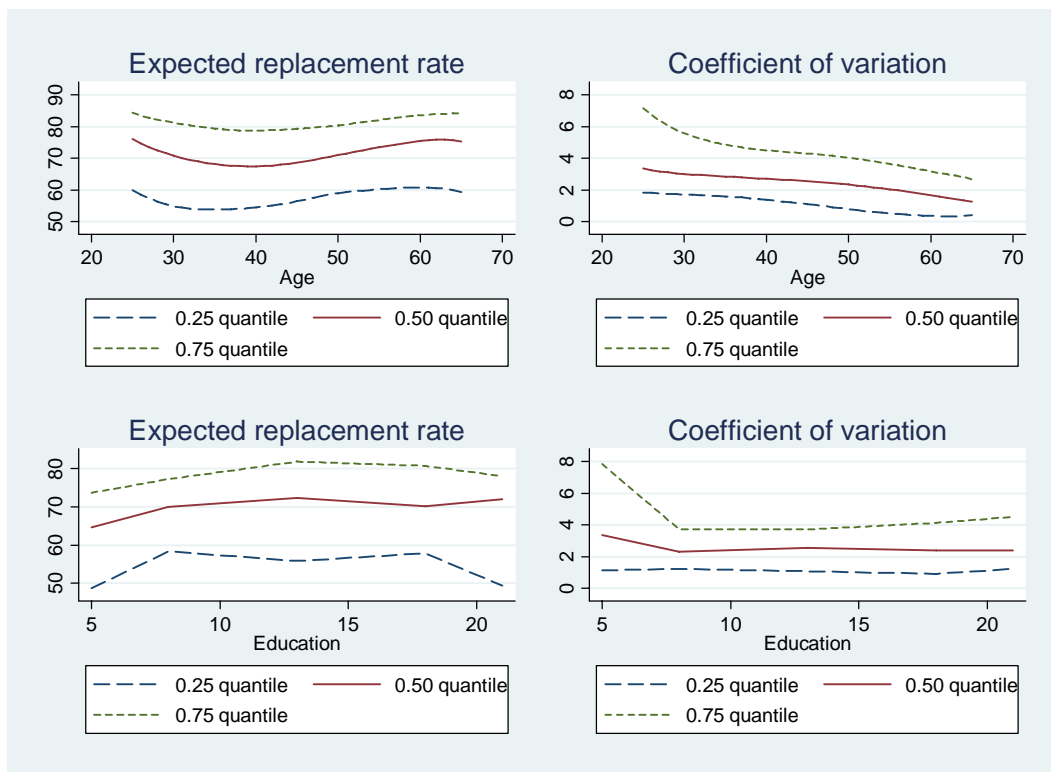 Expected replacement rate
90
80
70
60
50
20 30 40 50 60 70
Age
0.25 quantile 0.50 quantile
0.75 quantile
Coefficient of variation
8
6
4
2
0
20 30 40 50 60 70
Age
0.25 quantile 0.50 quantile
0.75 quantile
Expected replacement rate
80
70
60
50
5 10 15 20
Education
0.25 quantile 0.50 quantile
0.75 quantile
Coefficient of variation
8
6
4
2
0
5 10 15 20
Education
0.25 quantile 0.50 quantile
0.75 quantile